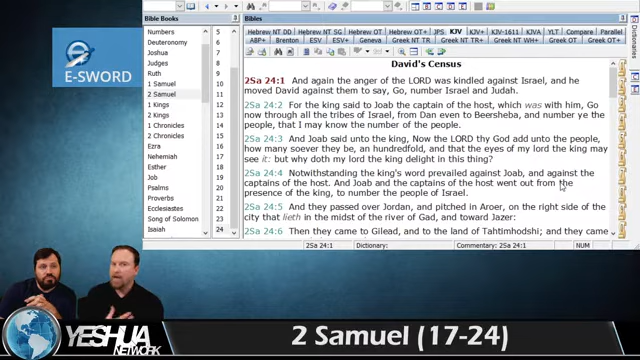 Bible Books
Bibles
Numbers
Deuteronomy
Joshua
Judges
Ruth
1 Samuel
2 Samuel
1 Kings
2 Kings
1 Chronicles
2 Chronicles
Ezra
Nehemiah
Esther
Job
Psalms
Proverbs
Ecclesiastes
Song of Solomon
Isaiah
5
6
7
8
9
10
11
12
13
14
15
16
17
18
19
20
21
22
23
24
Hebrew NT DD
Hebrew NT SG
Hebrew OT
Hebrew OT+
JPS
KJV
KJV+
KJV-1611
KJVA
YLT
Compare
Parallel
ABP+
Brenton
ESV
ESV+
Geneva
Greek NT TR
Greek NT TR+
Greek NT WH+
Greek OT
Greek OT+
David's Census
2Sa 24:1 And again the anger of the LORD was kindled against Israel, and he
moved David against them to say, Go, number Israel and Judah.
2Sa 24:2 For the king said to Joab the captain of the host, which was with him, Go
now through all the tribes of Israel, from Dan even to Beersheba, and number ye the
people, that I may know the number of the people.
2Sa 24:3 And Joab said unto the king, Now the LORD thy God add unto the people,
how many soever they be, an hundredfold, and that the eyes of my lord the king may
see it: but why doth my lord the king delight in this thing?
2Sa 24:4 Notwithstanding the king's word prevailed against Joab, and against the
captains of the host. And Joab and the captains of the host went out from the
presence of the king, to number the people of Israel.
2Sa 24:5 And they passed over Jordan, and pitched in Aroer, on the right side of the
city that lieth in the midst of the river of Gad, and toward Jazer:
2Sa 24:6 Then they came to Gilead, and to the land of Tahtimhodshi; and they came
2Sa 24:1
Dictionary:
Commentary: 2Sa 24:1
NUM
Dictionaries
E-SWORD
YESHUA
NETWORK
2 Samuel (17-24)